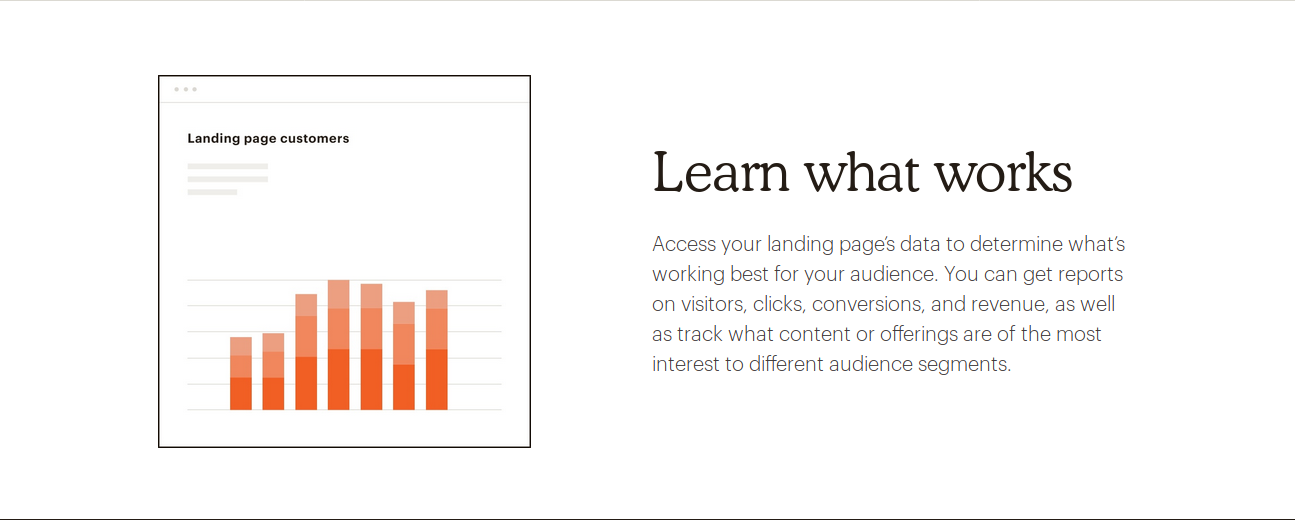 Landing page customers
Learn what works
Access your landing page's data to determine what's
working best for your audience. You can get reports
on visitors, clicks, conversions, and revenue, as well
as track what content or offerings are of the most
interest to different audience segments.